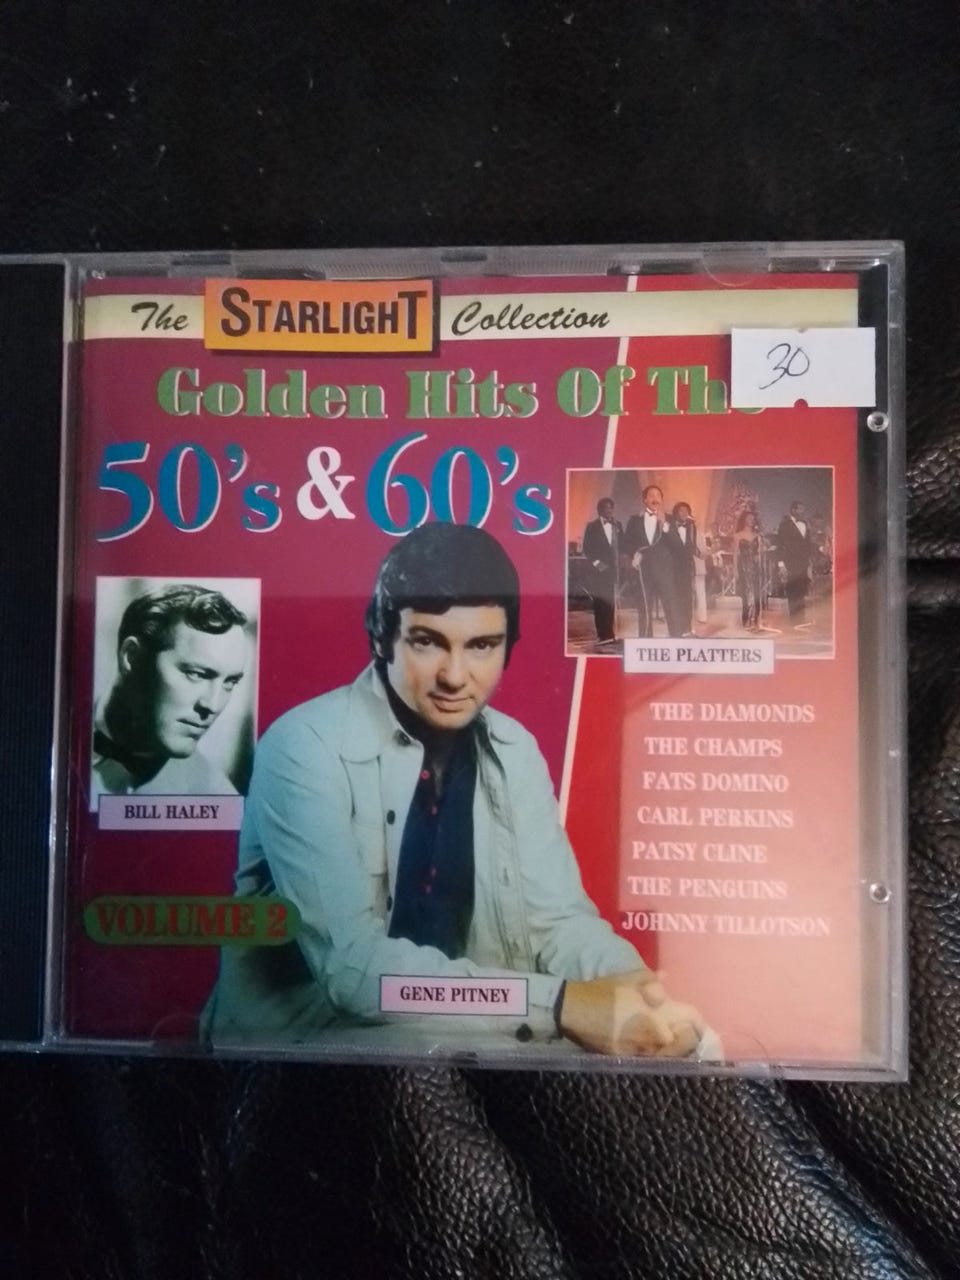 The STARLIGHT Collection
30
Golden Hits Of The
50's & 60's
THE PLATTERS
THE DIAMONDS
THE CHAMPS
FATS DOMINO
CARL PERKINS
PATSY CLINE
THE PENGUINS
JOHNNY TILLOTSON
BILL HALEY
VOLUME 2
GENE PITNEY